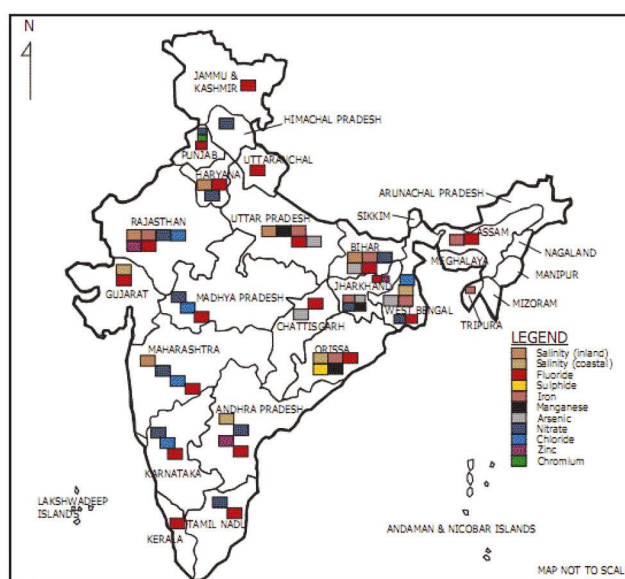 N
JAMMU &
KASHMIR
HIMACHAL PRADESH
PUNJAB
UTTARANCHAL
HARYANA
ARUNACHAL PRADESH
SIKKIM
RAJASTHAN
UTTAR PRADESH
ASSAM
BIHAR
NAGALAND
MEGHALAYA
MANIPUR
JHARKHAND
GUJARAT
MADHYA PRADESH
WEST BENGAL
MIZORAM
CHATTISGARH
TRIPURA
LEGEND
Salinity (inland)
Salinity (coastal)
Fluoride
Sulphide
Iron
Manganese
Arsenic
Nitrate
Chloride
Zinc
Chromium
ORISSA
MAHARASHTRA
ANDHRA PRADESH
KARNATAKA
LAKSHWADEEP
ISLANDS
TAMIL NADU
KERALA
ANDAMAN & NICOBAR ISLANDS
MAP NOT TO SCAL